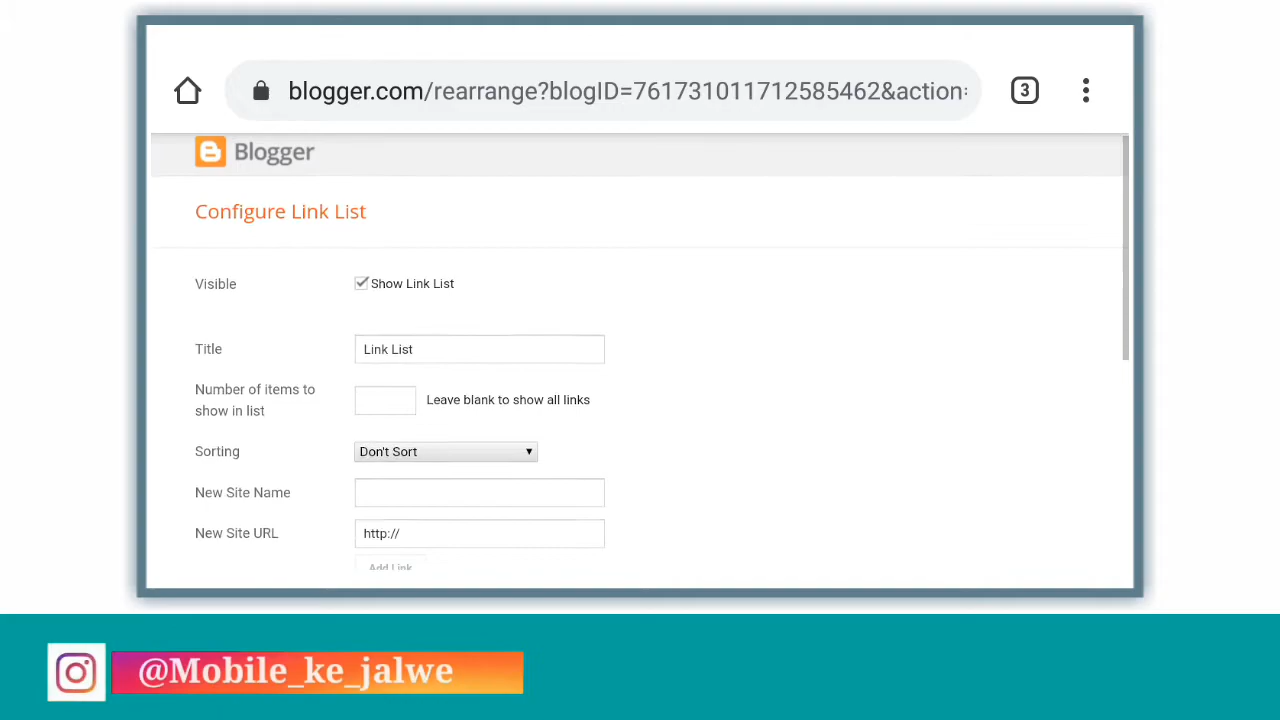 blogger.com/rearrange?blogID=761731011712585462&action=
3
Blogger
Configure Link List
Visible
Show Link List
Title
Link List
Number of items to
show in list
Leave blank to show all links
Sorting
Don't Sort
New Site Name
New Site URL
http://
Add Link
@Mobile_ke_jalwe